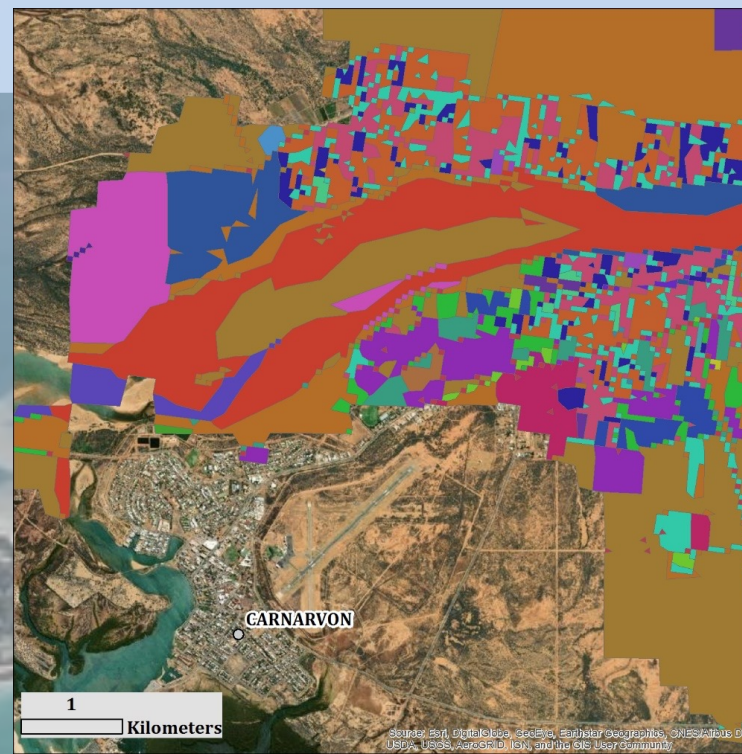 CARNARVON
1
Kilometers
Source: Esri, DigitalGlobe, GeoEye, Earthstar Geographics, CNES/Airbus D
USDA, USGS, AeroGRID, IGN, and the GIS User Community